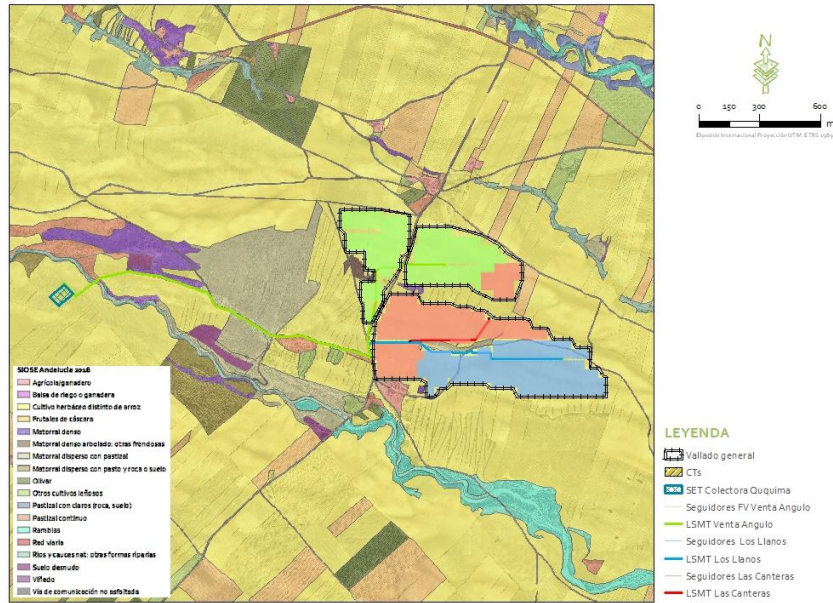 N
0 150 300 600
m
SIOSE Andalucía 2016
Agrícola/ganadero
Balsa de riego o ganadera
Cultivo herbáceo distinto de arroz
Frutales de cáscara
Matorral denso
Matorral denso arbolado: otras frondosas
Matorral disperso con pastizal
Matorral disperso con pasto y roca o suelo
Olivar
Otros cultivos leñosos
Pastizal con claros (roca, suelo)
Pastizal continuo
Ramblas
Red viaria
Ríos y cauces nat: otras formas riparias
Suelo desnudo
Viñedo
Vía de comunicación no asfaltada
LEYENDA
Vallado general
CTs
SET Colectora Ququima
Seguidores FV Venta Angulo
LSMT Venta Angulo
Seguidores Los Llanos
LSMT Los Llanos
Seguidores Las Canteras
LSMT Las Canteras